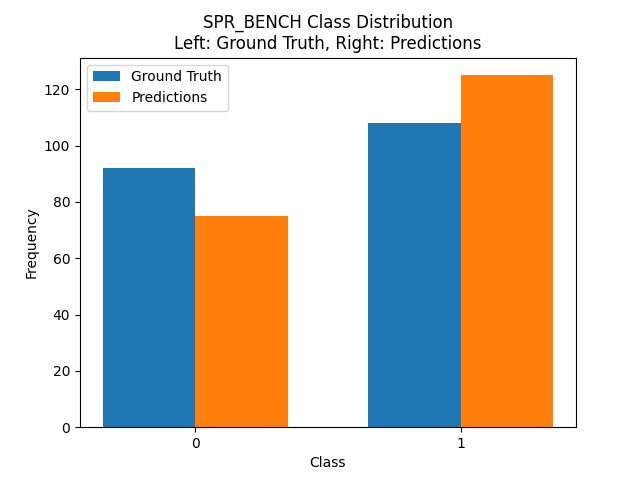 SPR_BENCH Class Distribution
Left: Ground Truth, Right: Predictions
Ground Truth
Predictions
120
100
80
60
40
20
0
Frequency
0 1
Class